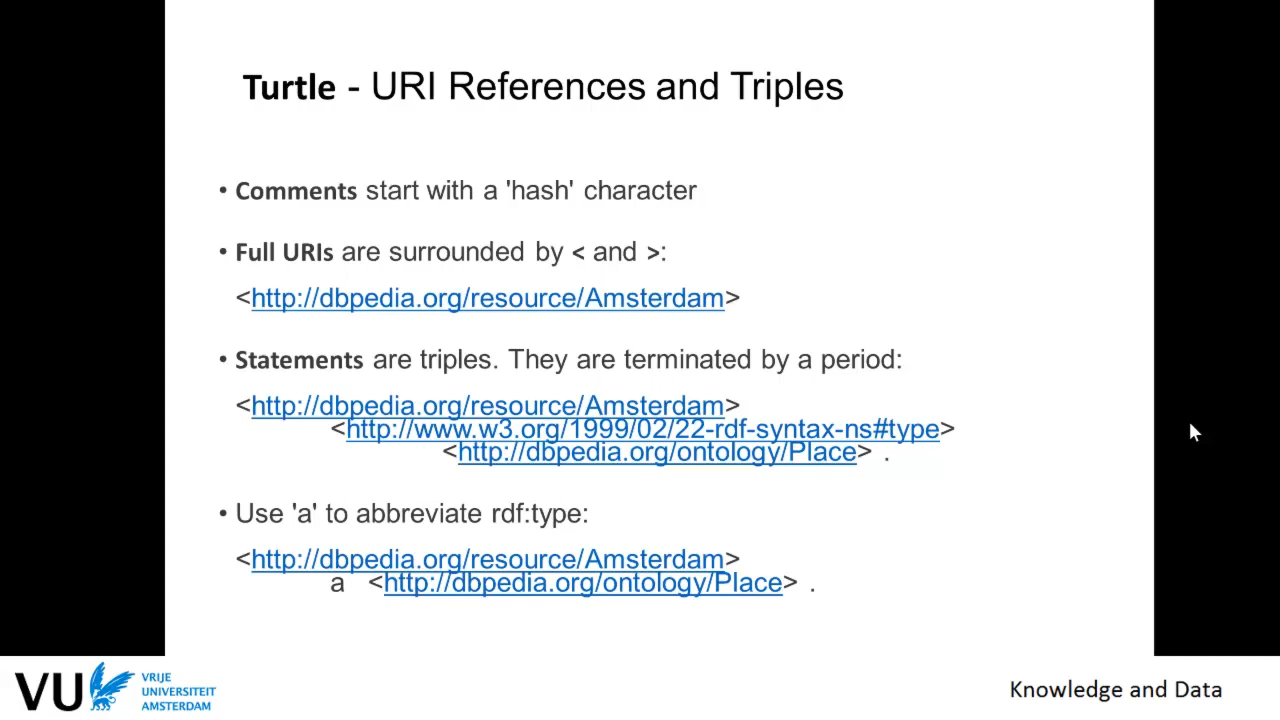 Turtle - URI References and Triples
• Comments start with a 'hash' character
• Full URIs are surrounded by < and >:
<http://dbpedia.org/resource/Amsterdam>
• Statements are triples. They are terminated by a period:
<http://dbpedia.org/resource/Amsterdam>
<http://www.w3.org/1999/02/22-rdf-syntax-ns#type>
<http://dbpedia.org/ontology/Place> .
• Use 'a' to abbreviate rdf:type:
<http://dbpedia.org/resource/Amsterdam>
a <http://dbpedia.org/ontology/Place> .
VU
VRIJE
UNIVERSITEIT
AMSTERDAM
Knowledge and Data